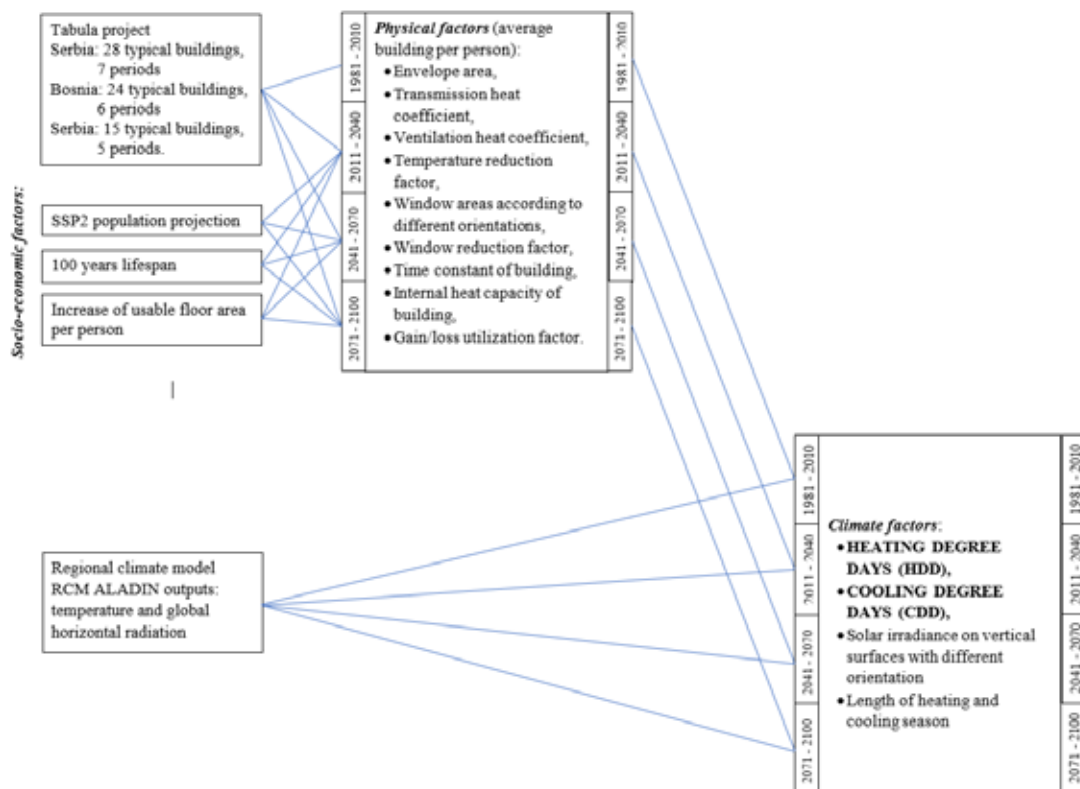 Socio-economic factors:
Tabula project
Serbia: 28 typical buildings,
7 periods
Bosnia: 24 typical buildings,
6 periods
Serbia: 15 typical buildings,
5 periods.
SSP2 population projection
100 years lifespan
Increase of usable floor area
per person
1981 - 2010
2011 - 2040
2041 - 2070
2071 - 2100
Physical factors (average
building per person):
• Envelope area,
• Transmission heat
coefficient,
• Ventilation heat coefficient,
• Temperature reduction
factor,
• Window areas according to
different orientations,
• Window reduction factor,
• Time constant of building,
• Internal heat capacity of
building,
• Gain/loss utilization factor.
1981 - 2010
2011 - 2040
2041 - 2070
2071 - 2100
Regional climate model
RCM ALADIN outputs:
temperature and global
horizontal radiation
1981 - 2010
2011 - 2040
2041 - 2070
2071 - 2100
Climate factors:
• HEATING DEGREE
DAYS (HDD),
• COOLING DEGREE
DAYS (CDD),
• Solar irradiance on vertical
surfaces with different
orientation
• Length of heating and
cooling season
1981 - 2010
2011 - 2040
2041 - 2070
2071 - 2100